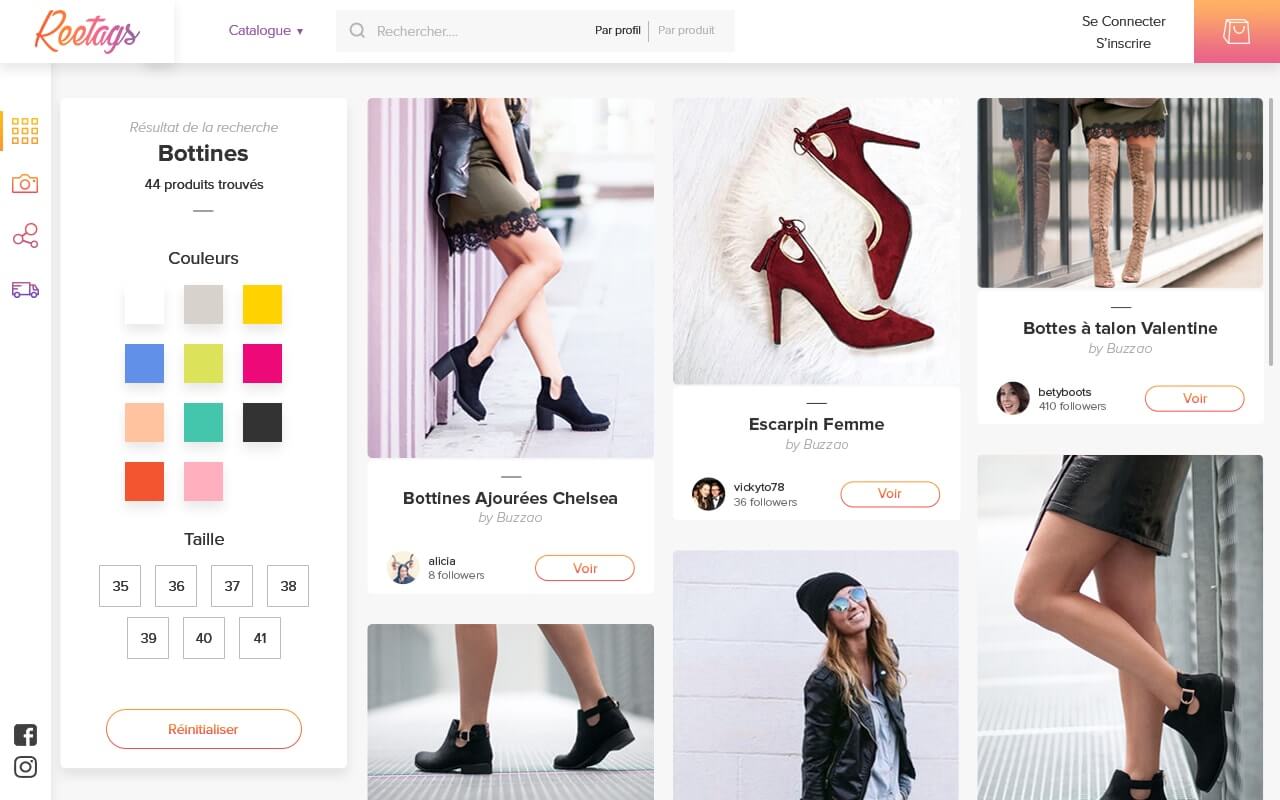 Reetags
Catalogue ▼
Rechercher....
Par profil
Par produit
Se Connecter
S'inscrire
Résultat de la recherche
Bottines
44 produits trouvés
Couleurs
Taille
35 36 37 38
39 40 41
Réinitialiser
Bottines Ajourées Chelsea
by Buzzao
alicia
8 followers
Voir
Escarpin Femme
by Buzzao
vickyto78
36 followers
Voir
Bottes à talon Valentine
by Buzzao
betyboots
410 followers
Voir